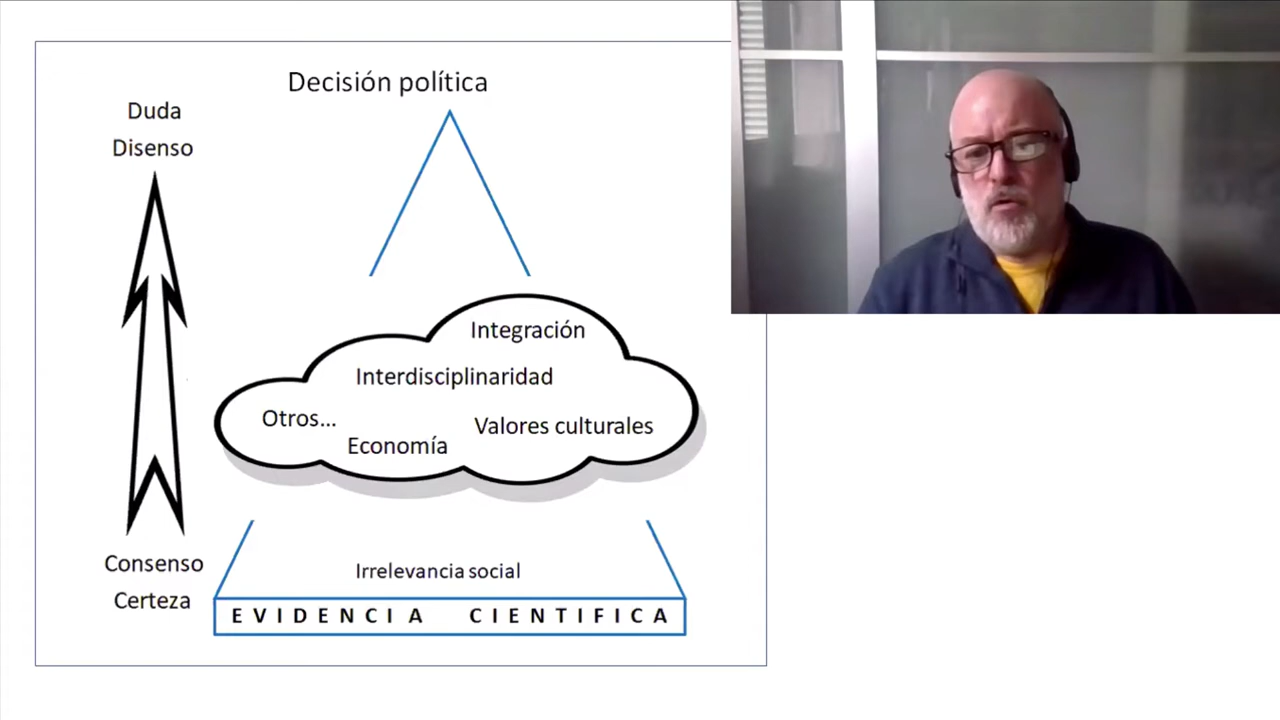 Decisión política
Duda
Disenso
Integración
Interdisciplinaridad
Otros...
Valores culturales
Economía
Consenso
Certeza
Irrelevancia social
EVIDENCIA CIENTIFICA